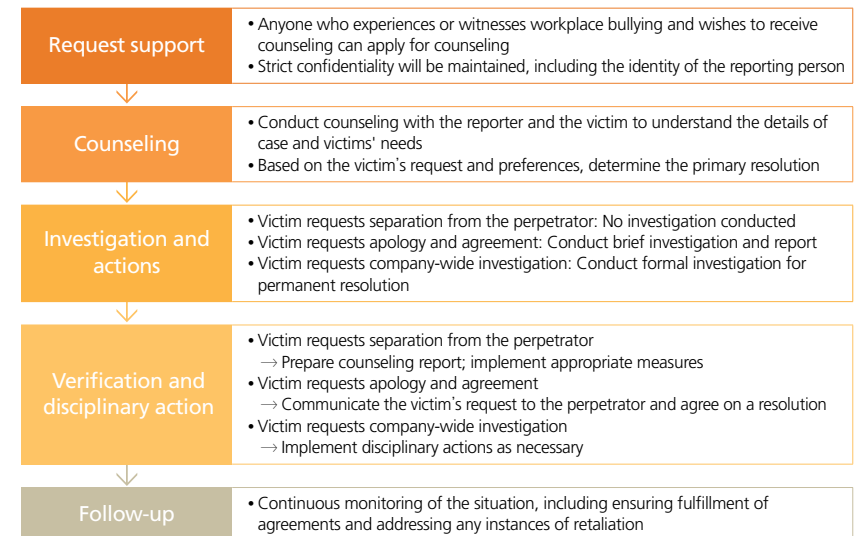 Request support
• Anyone who experiences or witnesses workplace bullying and wishes to receive
counseling can apply for counseling
• Strict confidentiality will be maintained, including the identity of the reporting person
Counseling
• Conduct counseling with the reporter and the victim to understand the details of
case and victims' needs
• Based on the victim's request and preferences, determine the primary resolution
Investigation and
actions
• Victim requests separation from the perpetrator: No investigation conducted
• Victim requests apology and agreement: Conduct brief investigation and report
• Victim requests company-wide investigation: Conduct formal investigation for
permanent resolution
Verification and
disciplinary action
• Victim requests separation from the perpetrator
→ Prepare counseling report; implement appropriate measures
• Victim requests apology and agreement
→ Communicate the victim's request to the perpetrator and agree on a resolution
• Victim requests company-wide investigation
→ Implement disciplinary actions as necessary
Follow-up
• Continuous monitoring of the situation, including ensuring fulfillment of
agreements and addressing any instances of retaliation